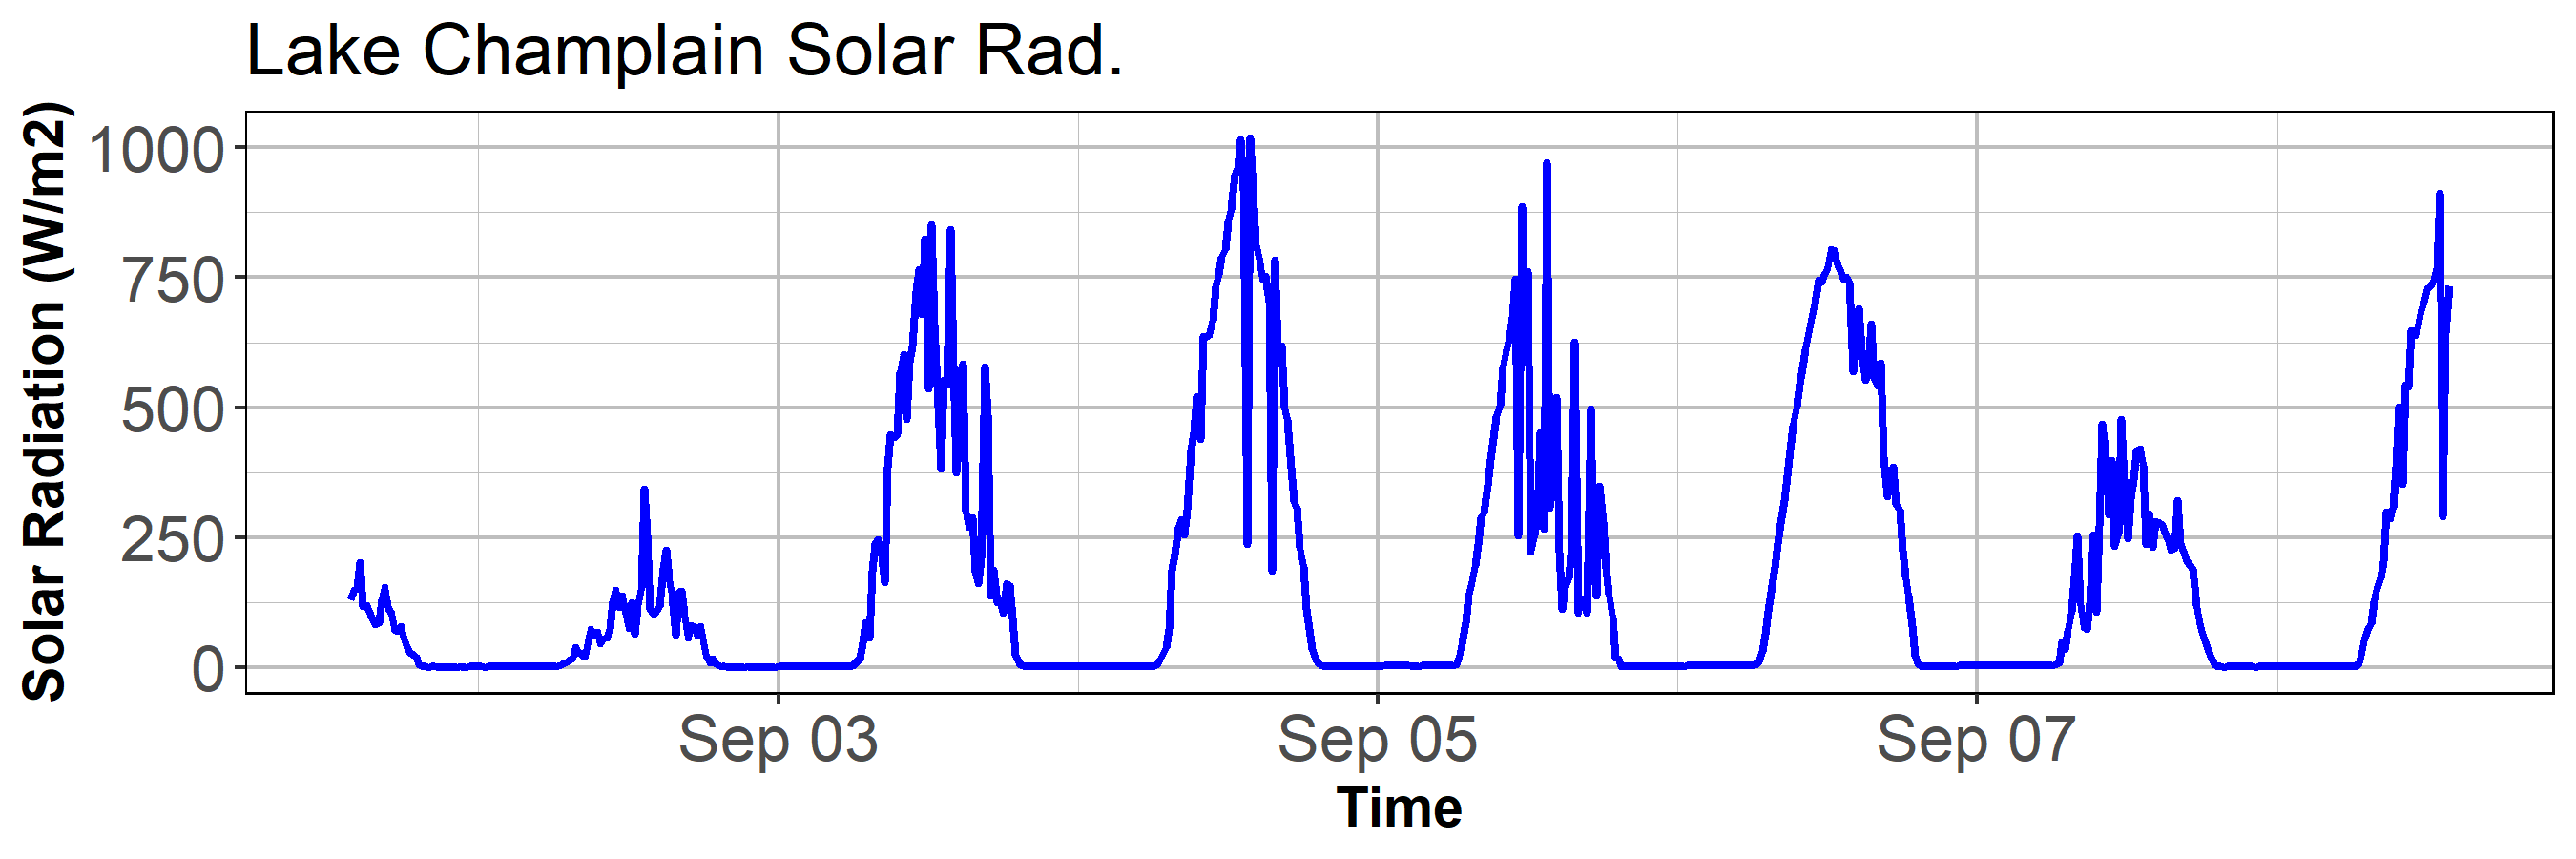 Lake Champlain Solar Rad.
Solar Radiation (W/m2)
1000
750
500
250
0
Sep 03 Sep 05 Sep 07
Time